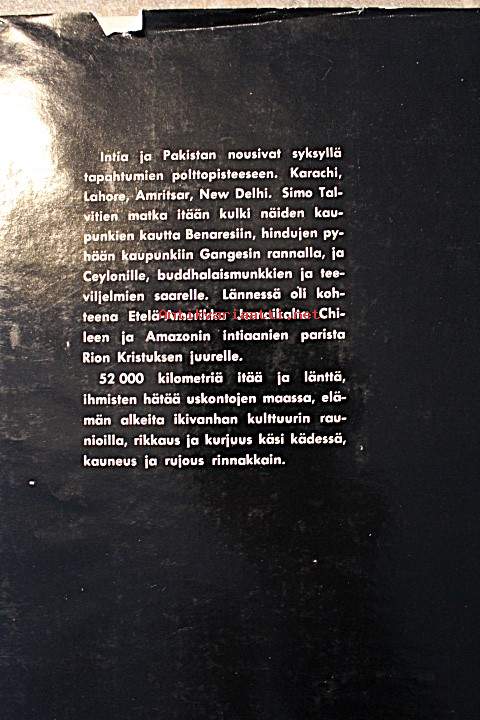 Intia ja Pakistan nousivat syksyllä
tapahtumien polttopisteeseen. Karachi,
Lahore, Amritsar, New Delhi. Simo Tal-
vitien matka itään kulki näiden kau-
punkien kautta Benaresiin, hindujen py-
hään kaupunkiin Gangesin rannalla, ja
Ceylonille, buddhalaismunkkien ja tee-
viljelmien saarelle. Lännessä oli koh-
teena Etelä-Amerikka Chi-
leen ja Amazonin intiaanien parista
Rion Kristuksen juurelle.
52 000 kilometriä itää ja länttä,
ihmisten hätää uskontojen maassa, elä-
män alkeita ikivanhan kulttuurin rau-
nioilla, rikkaus ja kurjuus käsi kädessä,
kauneus ja rujous rinnakkain.